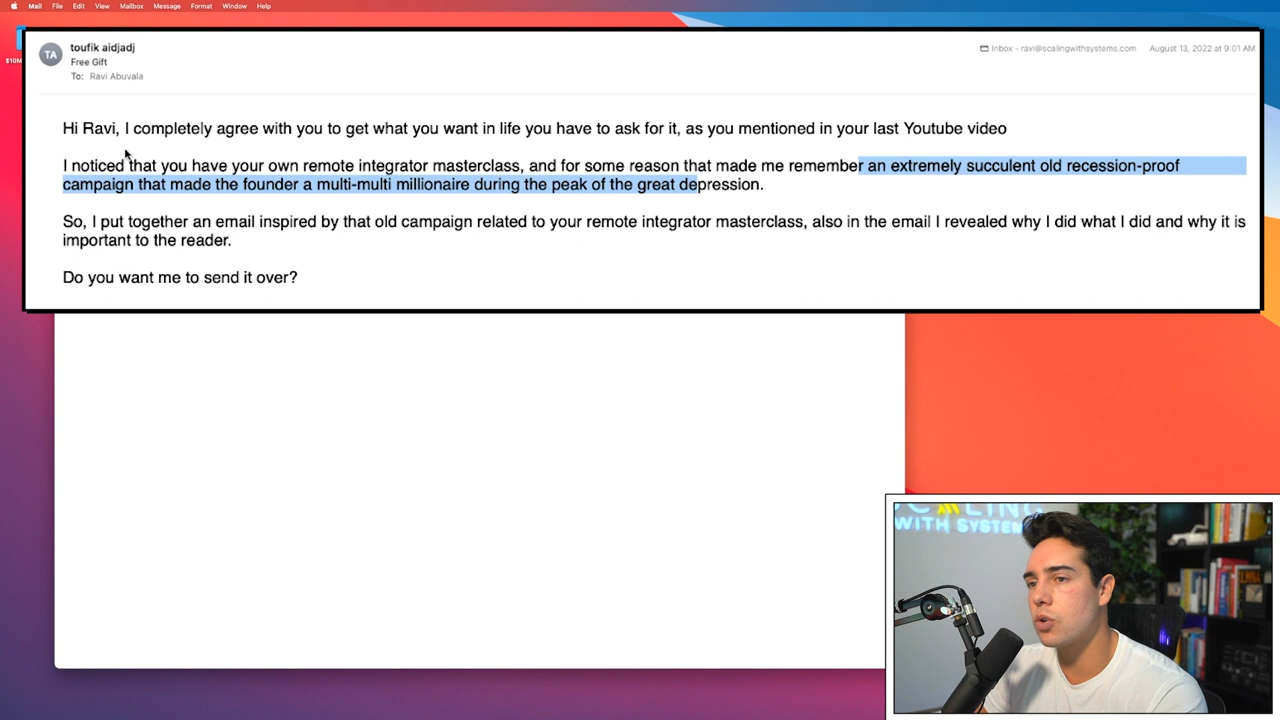 Mail File Edit View Mailbox Message Format Window Help
TA
toufik aidjadj
Free Gift
To: Ravi Abuvala
Inbox - ravi@scalingwithsystems.com August 13, 2022 at 9:01 AM
Hi Ravi, I completely agree with you to get what you want in life you have to ask for it, as you mentioned in your last Youtube video
I noticed that you have your own remote integrator masterclass, and for some reason that made me remember an extremely succulent old recession-proof
campaign that made the founder a multi-multi millionaire during the peak of the great depression.
So, I put together an email inspired by that old campaign related to your remote integrator masterclass, also in the email I revealed why I did what I did and why it is
important to the reader.
Do you want me to send it over?
$10M
WITH SYSTEM